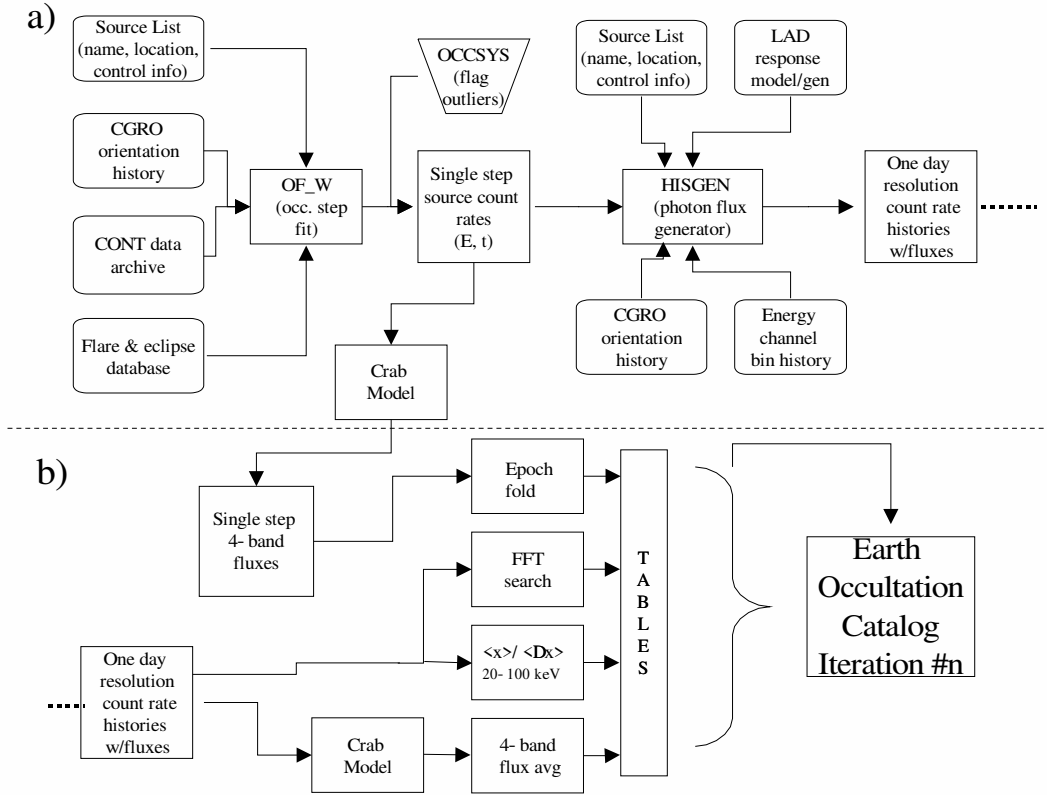 a)
Source List
(name, location,
control info)
CGRO
orientation
history
CONT data
archive
Flare & eclipse
database
OF_W
(occ. step
fit)
OCCSYS
(flag
outliers)
Single step
source count
rates
(E, t)
Crab
Model
Source List
(name, location,
control info)
LAD
response
model/gen
HISGEN
(photon flux
generator)
CGRO
orientation
history
Energy
channel
bin history
One day
resolution
count rate
histories
w/fluxes
b)
Single step
4- band
fluxes
One day
resolution
count rate
histories
w/fluxes
Crab
Model
Epoch
fold
FFT
search
<x>/ <Dx>
20- 100 keV
4- band
flux avg
T
A
B
L
E
S
Earth
Occultation
Catalog
Iteration #n